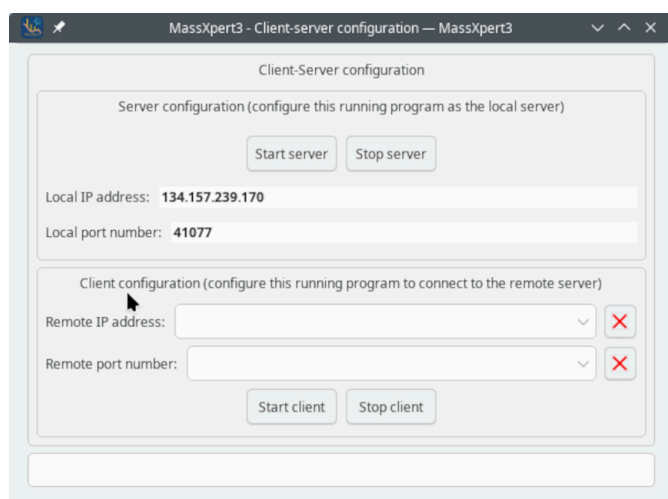 MassXpert3 - Client-server configuration — MassXpert3
Client-Server configuration
Server configuration (configure this running program as the local server)
Start server Stop server
Local IP address: 134.157.239.170
Local port number: 41077
Client configuration (configure this running program to connect to the remote server)
Remote IP address:
Remote port number:
Start client Stop client